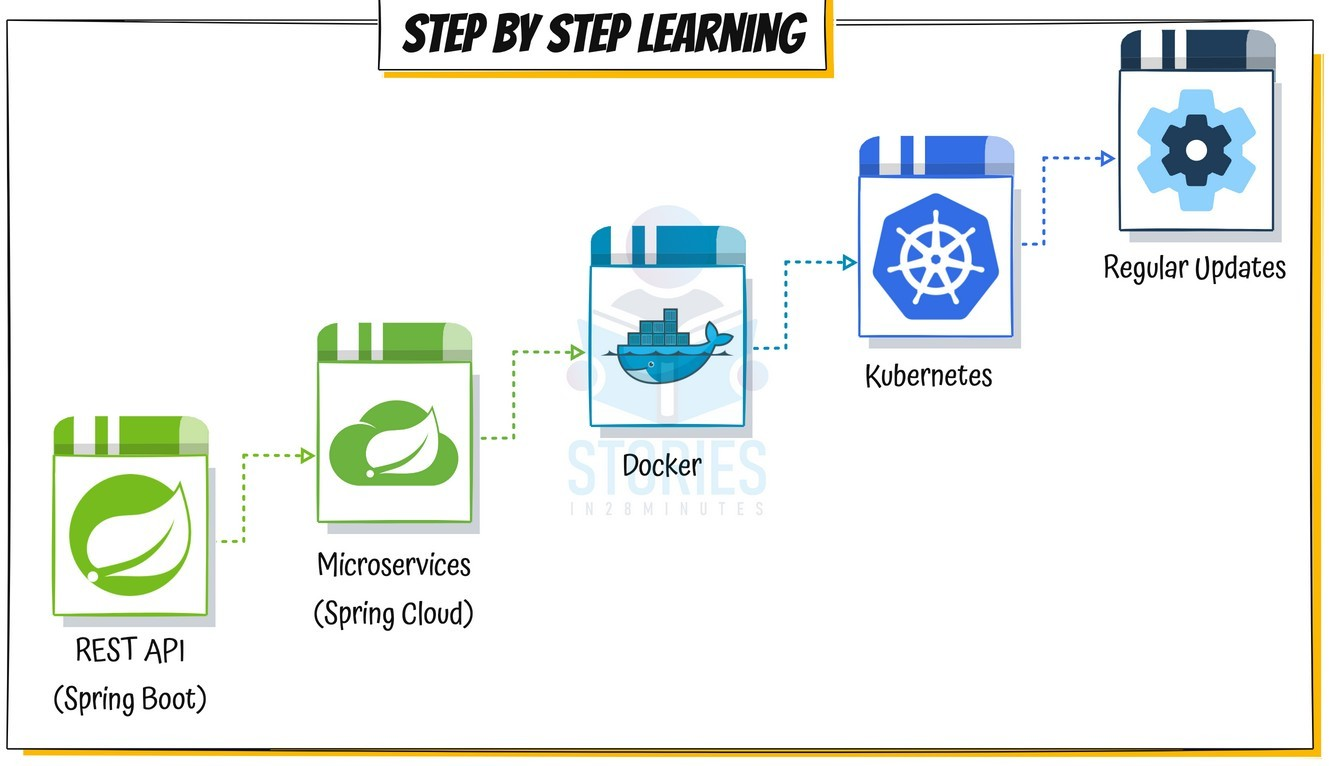 STEP BY STEP LEARNING
Regular Updates
Kubernetes
Docker
STORIES
IN28MINUTES
Microservices
(Spring Cloud)
REST API
(Spring Boot)